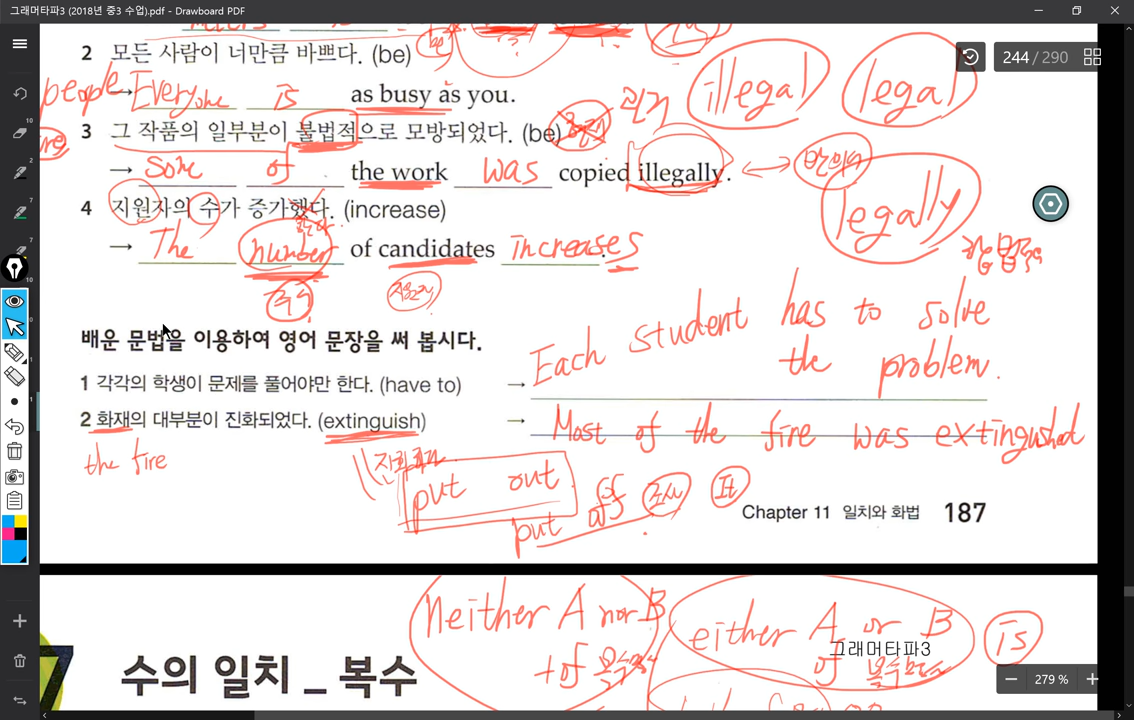 그래머타파3 (2018년 중3 수업).pdf - Drawboard PDF
244 / 290
2 모든 사람이 너만큼 바쁘다. (be) be
people → Everyone is as busy as you.
illegal legal
3 그 작품의 일부분이 불법적으로 모방되었다. (be) 과거
→ Some of the work was copied illegally. ↔ 반의어 legally
4 지원자의 수가 증가했다. (increase)
→ The number of candidates increases.
배운 문법을 이용하여 영어 문장을 써 봅시다.
1 각각의 학생이 문제를 풀어야만 한다. (have to) → Each student has to solve the problem.
2 화재의 대부분이 진화되었다. (extinguish) → Most of the fire was extinguished
the fire
put out
put off
Chapter 11 일치와 화법 187
neither A nor B
either A or B is
그래머타파3
+of
of
수의 일치 _ 복수
279 %